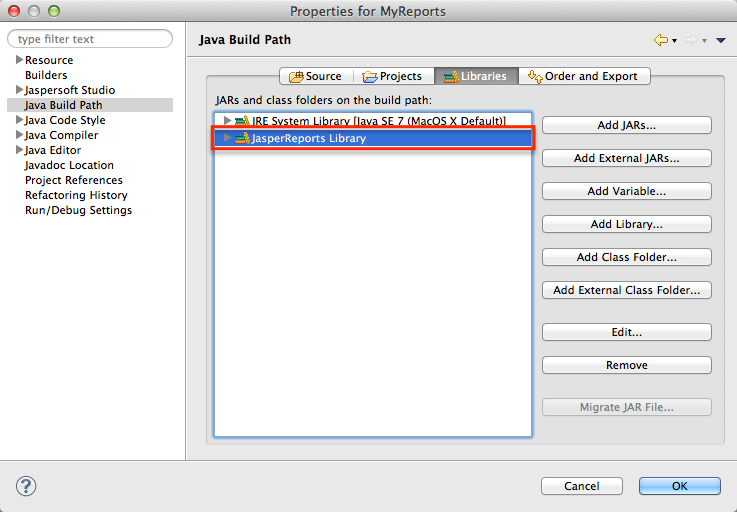 Properties for MyReports
type filter text
Resource
Builders
Jaspersoft Studio
Java Build Path
Java Code Style
Java Compiler
Java Editor
Javadoc Location
Project References
Refactoring History
Run/Debug Settings
Java Build Path
Source Projects Libraries Order and Export
JARs and class folders on the build path:
JRE System Library [Java SE 7 (MacOS X Default)]
JasperReports Library
Add JARs...
Add External JARs...
Add Variable...
Add Library...
Add Class Folder...
Add External Class Folder...
Edit...
Remove
Migrate JAR File...
? Cancel OK